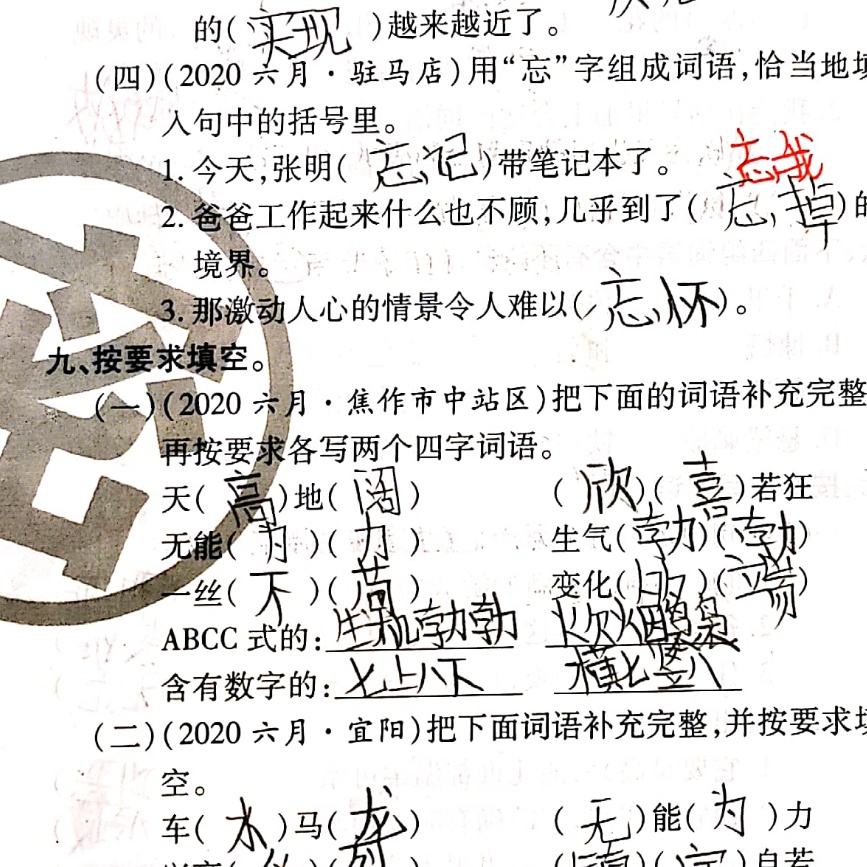 的(实现)越来越近了。
(四)(2020 六月·驻马店)用“忘”字组成词语,恰当地填
入句中的括号里。
1. 今天,张明(忘记)带笔记本了。 忘我
2. 爸爸工作起来什么也不顾,几乎到了(忘掉)的
境界。
3. 那激动人心的情景令人难以(忘怀)。
九、按要求填空。
(一)(2020 六月·焦作市中站区)把下面的词语补充完整
再按要求各写两个四字词语。
天(高)地(阔) (欣)(喜)若狂
无能(为)(力) 生气(勃)(勃)
一丝(不)(苟) 变化()(端)
ABCC 式的:生机勃勃
含有数字的:七上八下 横七竖八
(二)(2020 六月·宜阳)把下面词语补充完整,并按要求填
空。
车(水)马(龙) (无)能(为)力
自若